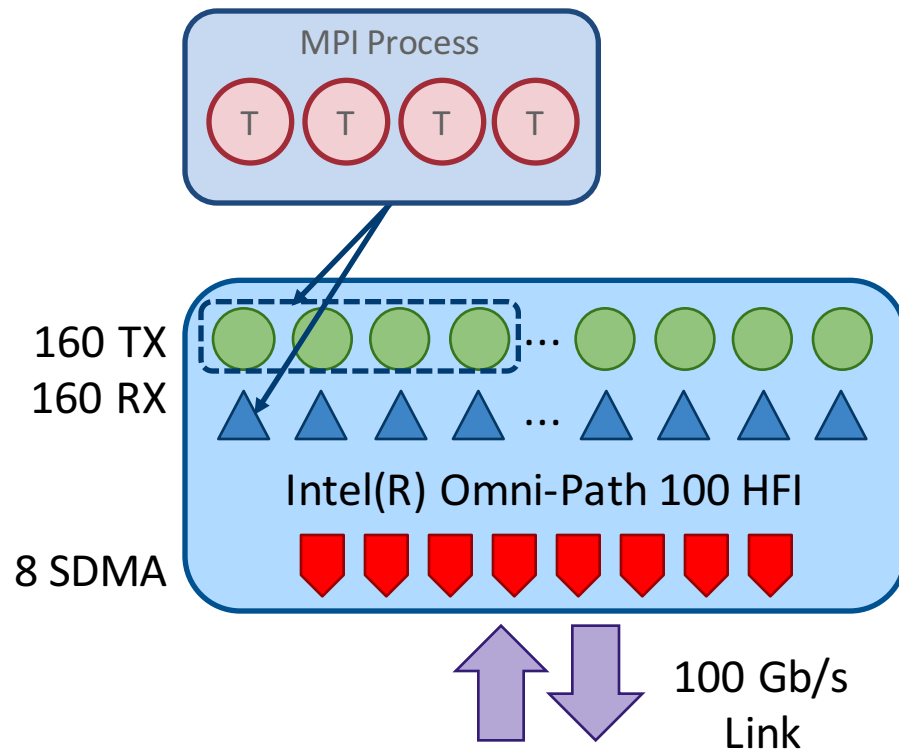 MPI Process
T T T T
160 TX
...
160 RX
...
Intel(R) Omni-Path 100 HFI
8 SDMA
100 Gb/s
Link